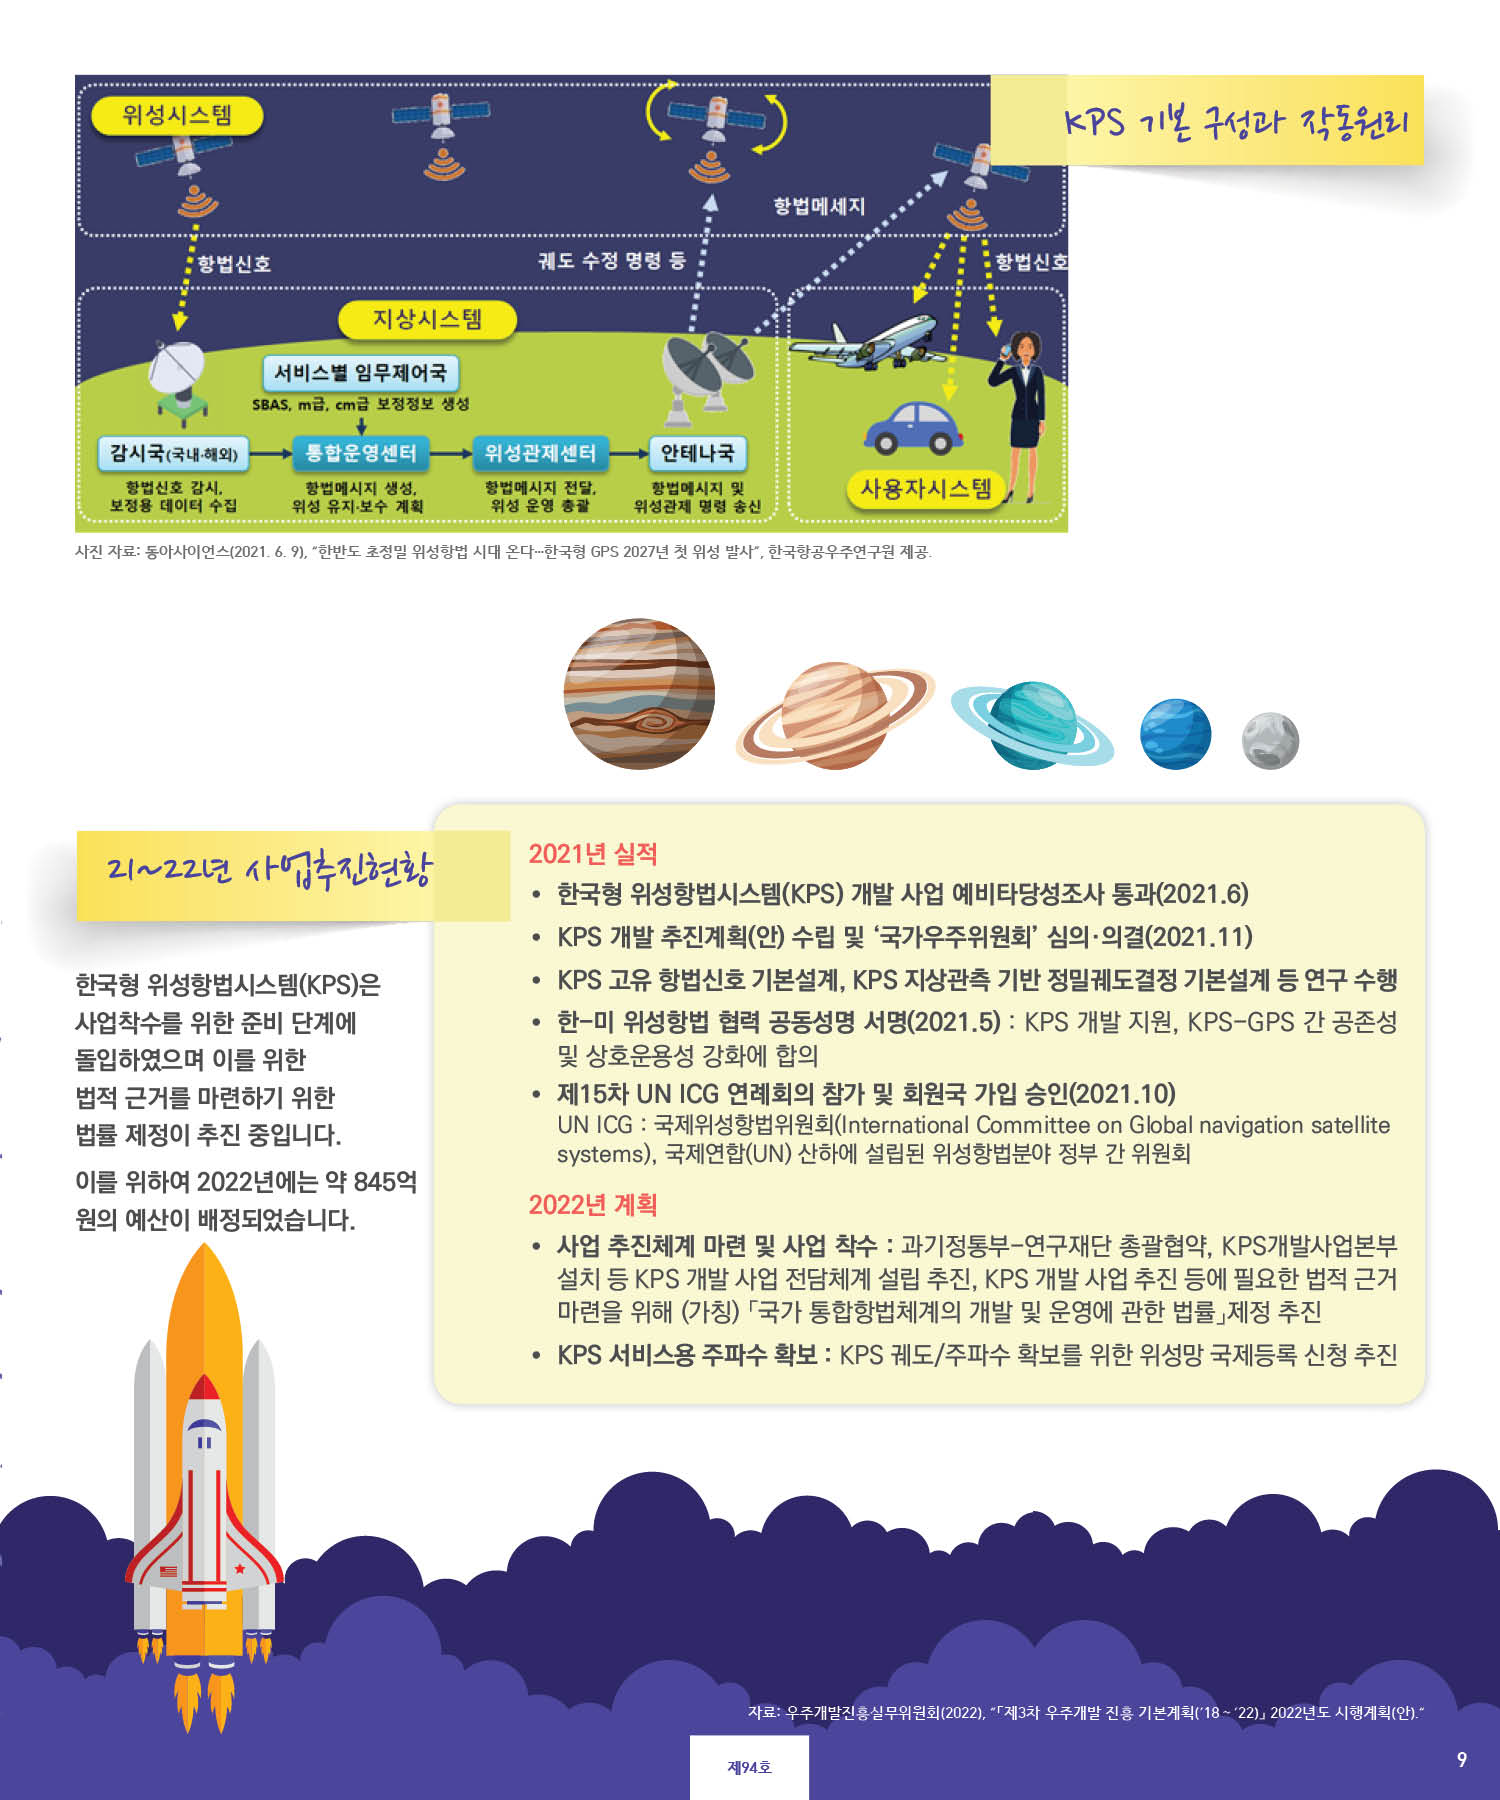 KPS 기본 구성과 작동원리
위성시스템
항법메세지
항법신호
궤도 수정 명령 등
항법신호
지상시스템
서비스별 임무제어국
SBAS, m급, cm급 보정정보 생성
감시국(국내·해외)
통합운영센터
위성관제센터
안테나국
항법신호 감시,
보정용 데이터 수집
항법메시지 생성,
위성 유지·보수 계획
항법메시지 전달,
위성 운영 총괄
항법메시지 및
위성관제 명령 송신
사용자시스템
사진 자료: 동아사이언스(2021. 6. 9), “한반도 초정밀 위성항법 시대 온다…한국형 GPS 2027년 첫 위성 발사”, 한국항공우주연구원 제공.
21~22년 사업추진현황
한국형 위성항법시스템(KPS)은
사업착수를 위한 준비 단계에
돌입하였으며 이를 위한
법적 근거를 마련하기 위한
법률 제정이 추진 중입니다.
이를 위하여 2022년에는 약 845억
원의 예산이 배정되었습니다.
2021년 실적
• 한국형 위성항법시스템(KPS) 개발 사업 예비타당성조사 통과(2021.6)
• KPS 개발 추진계획(안) 수립 및 ‘국가우주위원회’ 심의·의결(2021.11)
• KPS 고유 항법신호 기본설계, KPS 지상관측 기반 정밀궤도결정 기본설계 등 연구 수행
• 한-미 위성항법 협력 공동성명 서명(2021.5) : KPS 개발 지원, KPS-GPS 간 공존성
및 상호운용성 강화에 합의
• 제15차 UN ICG 연례회의 참가 및 회원국 가입 승인(2021.10)
UN ICG : 국제위성항법위원회(International Committee on Global navigation satellite
systems), 국제연합(UN) 산하에 설립된 위성항법분야 정부 간 위원회
2022년 계획
• 사업 추진체계 마련 및 사업 착수 : 과기정통부-연구재단 총괄협약, KPS개발사업본부
설치 등 KPS 개발 사업 전담체계 설립 추진, KPS 개발 사업 추진 등에 필요한 법적 근거
마련을 위해 (가칭) 「국가 통합항법체계의 개발 및 운영에 관한 법률」제정 추진
• KPS 서비스용 주파수 확보 : KPS 궤도/주파수 확보를 위한 위성망 국제등록 신청 추진
자료: 우주개발진흥실무위원회(2022), “「제3차 우주개발 진흥 기본계획(’18 ~ ’22)」 2022년도 시행계획(안).“
제94호
9